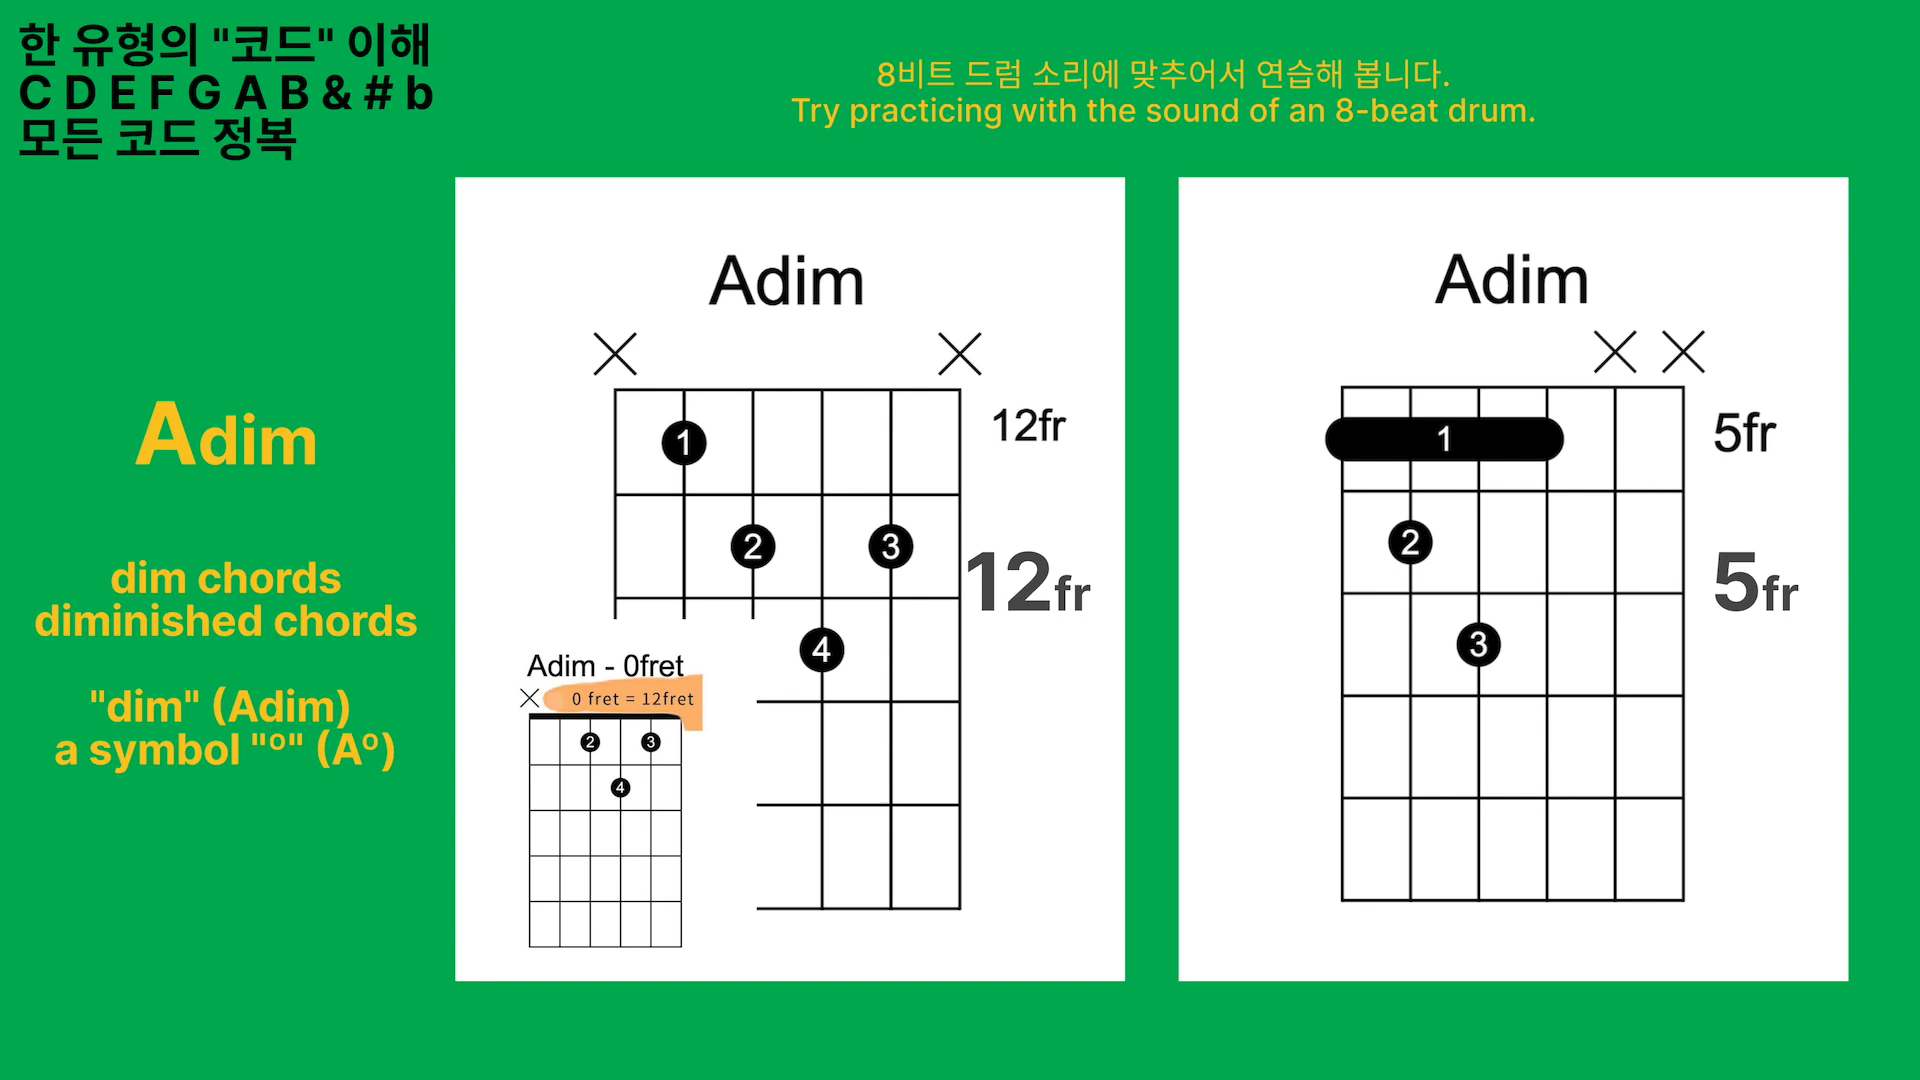 한 유형의 "코드" 이해
C D E F G A B & # b
모든 코드 정복
8비트 드럼 소리에 맞추어서 연습해 봅니다.
Try practicing with the sound of an 8-beat drum.
Adim
dim chords
diminished chords
"dim" (Adim)
a symbol "º" (Aº)
Adim
12fr
1
2
3
12fr
4
Adim - 0fret
0 fret = 12fret
2
3
4
Adim
5fr
1
2
5fr
3